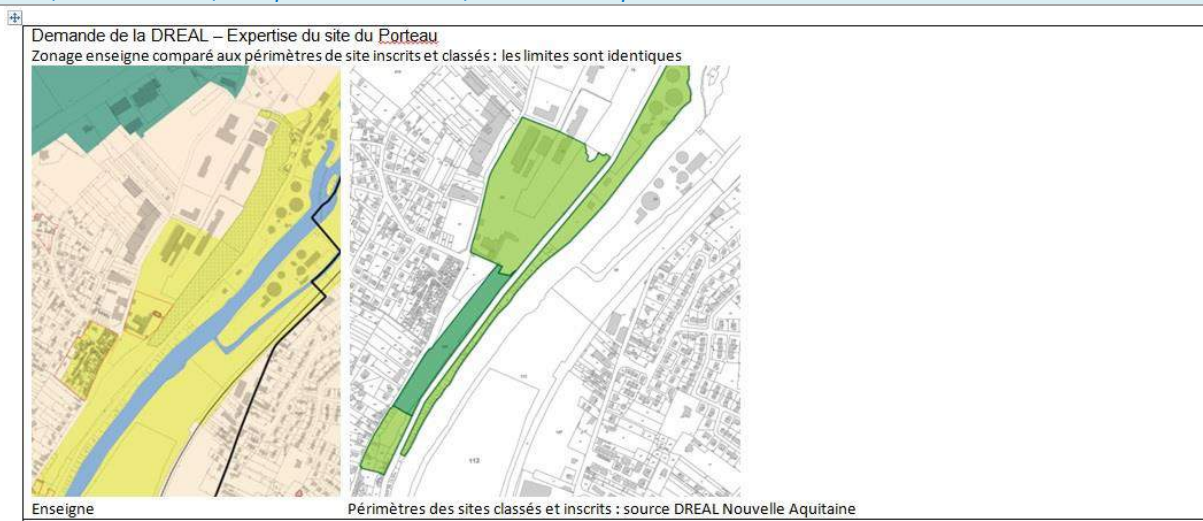 Demande de la DREAL – Expertise du site du Porteau
Zonage enseigne comparé aux périmètres de site inscrits et classés : les limites sont identiques
112
Enseigne
Périmètres des sites classés et inscrits : source DREAL Nouvelle Aquitaine